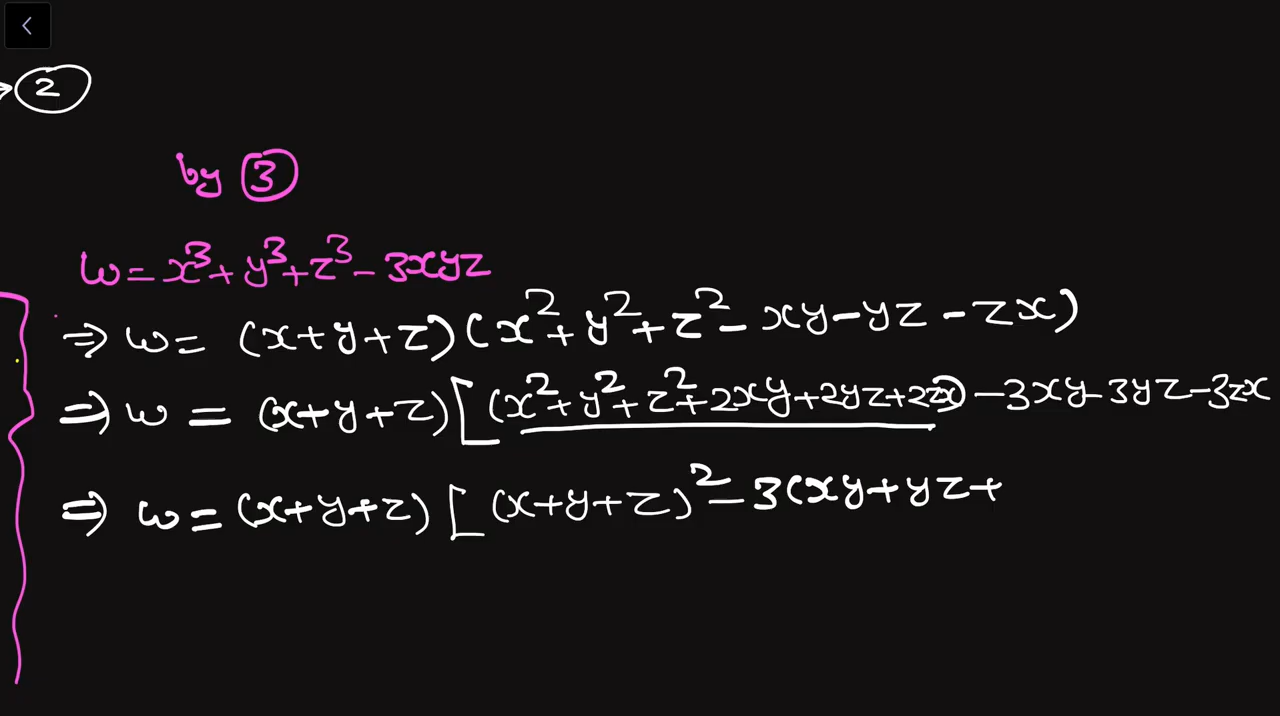 → 2
by 3
w = x³ + y³ + z³ - 3xyz
⇒ w = (x+y+z)(x² + y² + z² - xy - yz - zx)
⇒ w = (x+y+z)[(x² + y² + z² + 2xy + 2yz + 2zx) - 3xy - 3yz - 3zx
⇒ w = (x+y+z)[(x+y+z)² - 3(xy + yz +